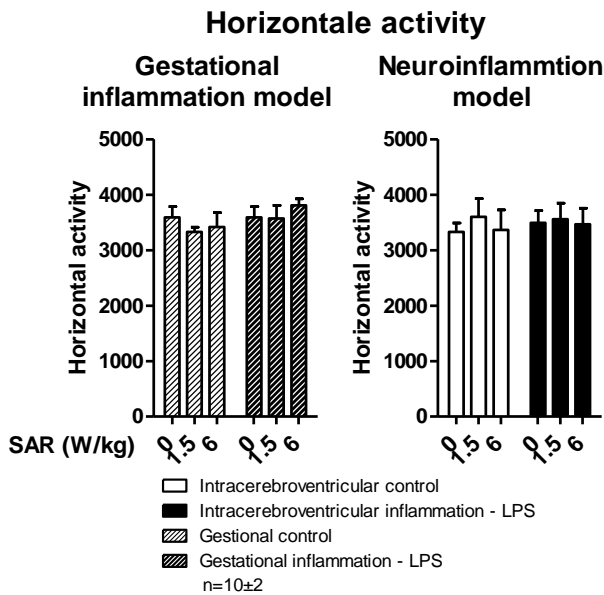 Horizontale activity
Gestational
inflammation model
Neuroinflammtion
model
Horizontal activity
5000
4000
3000
2000
1000
0
Horizontal activity
5000
4000
3000
2000
1000
0
SAR (W/kg)
0 1.5 6 0 1.5 6
0 1.5 6 0 1.5 6
Intracerebroventricular control
Intracerebroventricular inflammation - LPS
Gestional control
Gestational inflammation - LPS
n=10±2